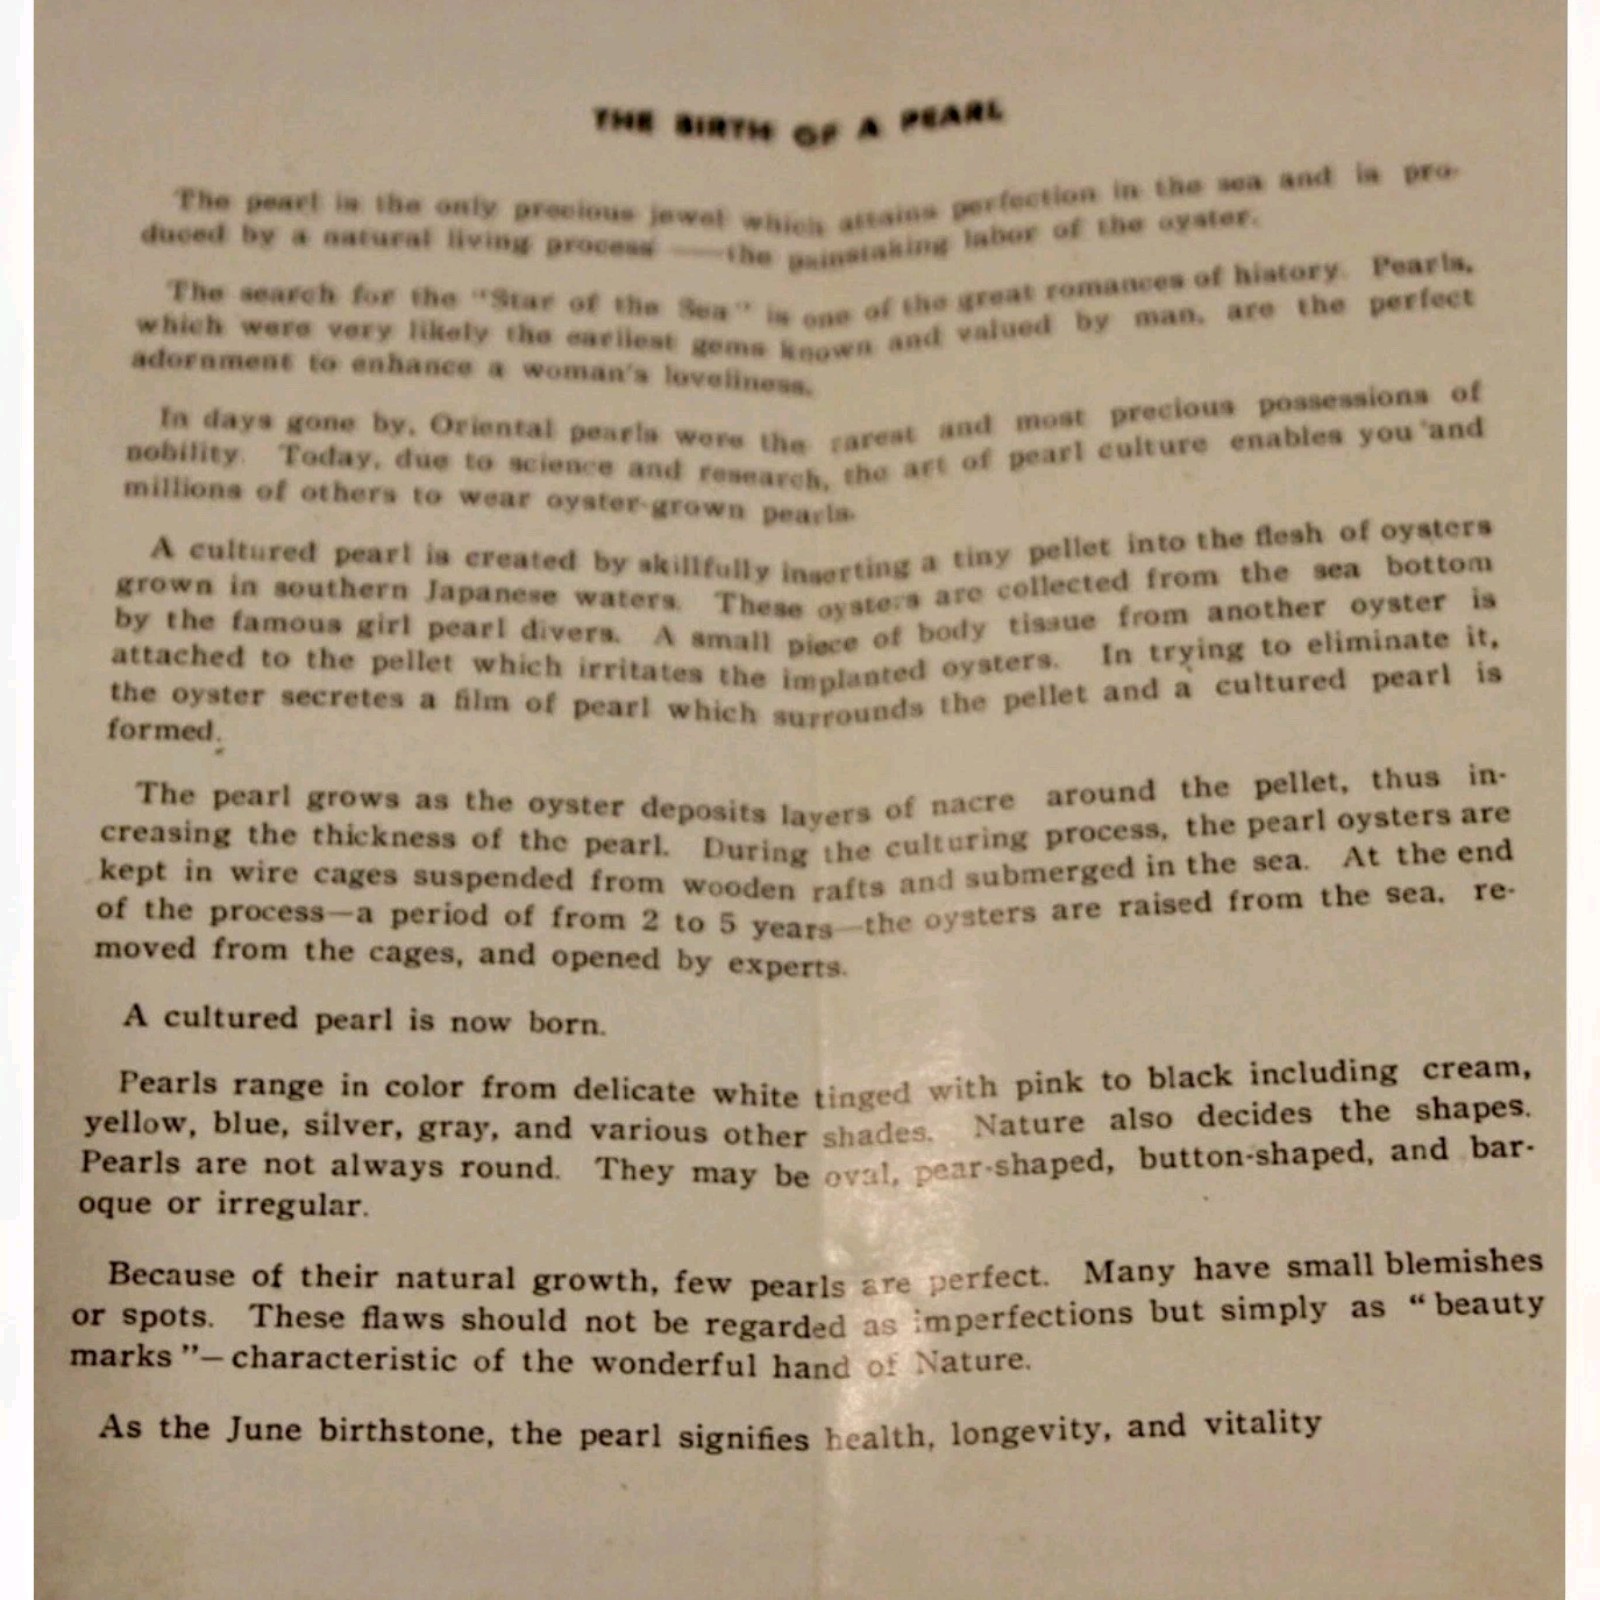 THE BIRTH OF A PEARL
The pearl is the only precious jewel which attains perfection in the sea and is pro-
duced by a natural living process —the painstaking labor of the oyster.
The search for the "Star of the Sea" is one of the great romances of history. Pearls,
which were very likely the earliest gems known and valued by man, are the perfect
adornment to enhance a woman's loveliness.
In days gone by, Oriental pearls were the rarest and most precious possessions of
nobility. Today, due to science and research, the art of pearl culture enables you and
millions of others to wear oyster-grown pearls.
A cultured pearl is created by skillfully inserting a tiny pellet into the flesh of oysters
grown in southern Japanese waters. These oysters are collected from the sea bottom
by the famous girl pearl divers. A small piece of body tissue from another oyster is
attached to the pellet which irritates the implanted oysters. In trying to eliminate it,
the oyster secretes a film of pearl which surrounds the pellet and a cultured pearl is
formed.
The pearl grows as the oyster deposits layers of nacre around the pellet, thus in-
creasing the thickness of the pearl. During the culturing process, the pearl oysters are
kept in wire cages suspended from wooden rafts and submerged in the sea. At the end
of the process—a period of from 2 to 5 years—the oysters are raised from the sea, re-
moved from the cages, and opened by experts.
A cultured pearl is now born.
Pearls range in color from delicate white tinged with pink to black including cream,
yellow, blue, silver, gray, and various other shades. Nature also decides the shapes.
Pearls are not always round. They may be oval, pear-shaped, button-shaped, and bar-
oque or irregular.
Because of their natural growth, few pearls are perfect. Many have small blemishes
or spots. These flaws should not be regarded as imperfections but simply as “beauty
marks”—characteristic of the wonderful hand of Nature.
As the June birthstone, the pearl signifies health, longevity, and vitality